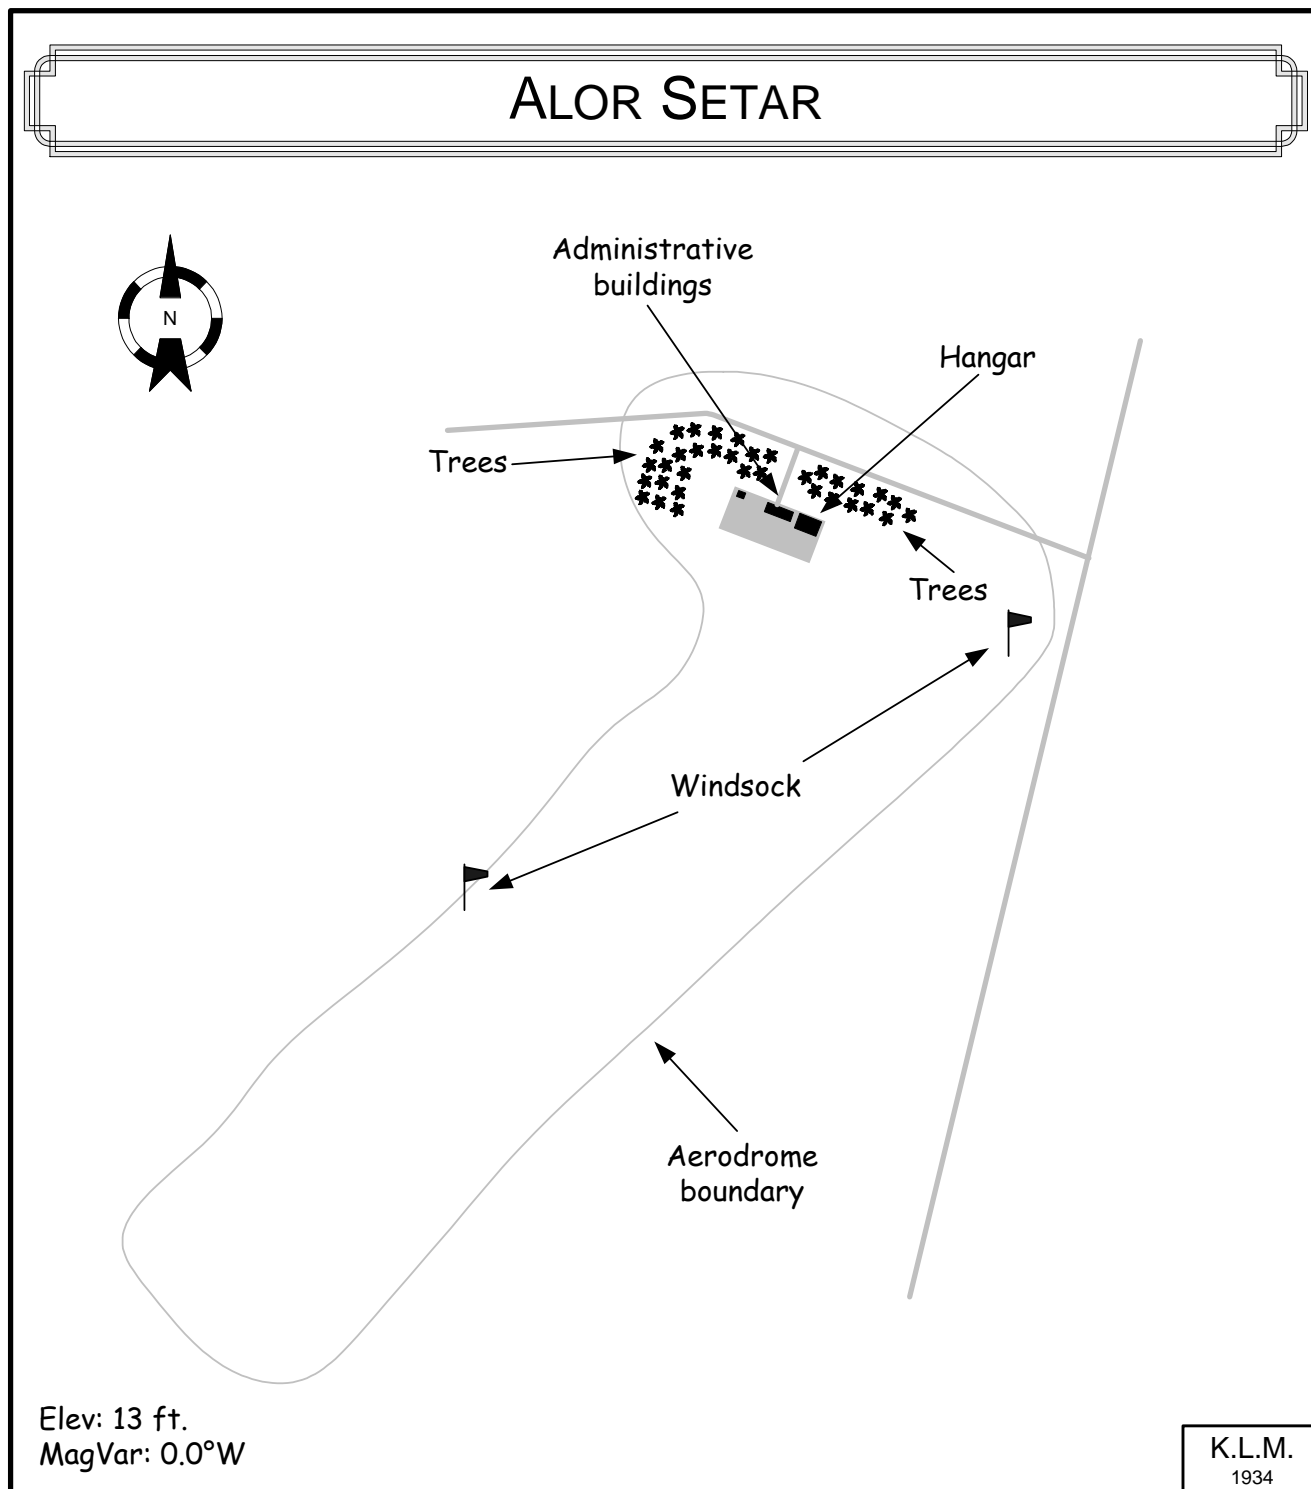 ALOR SETAR
Administrative
buildings
N
Hangar
Trees
Trees
Windsock
Aerodrome
boundary
Elev: 13 ft.
MagVar: 0.0°W
K.L.M.
1934